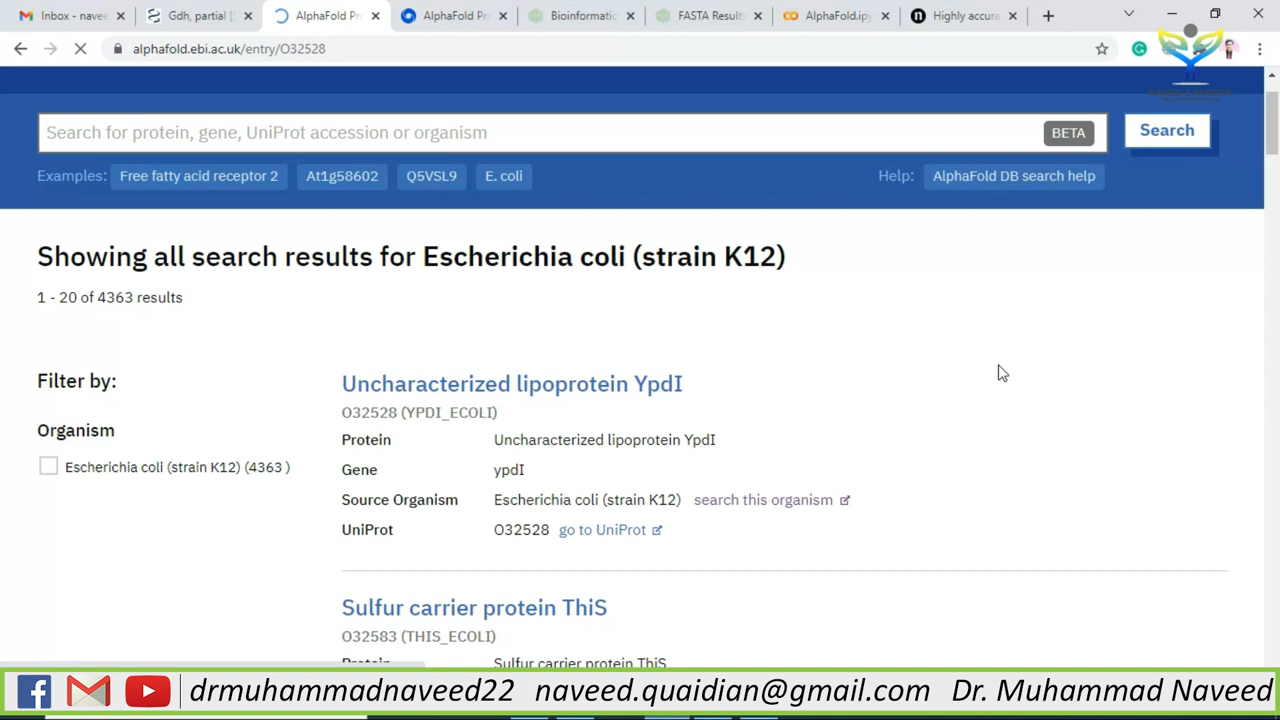 Inbox - navee
Gdh, partial [
AlphaFold Pr
AlphaFold Pr
Bioinformatic
FASTA Results
AlphaFold.ipy
Highly accura
alphafold.ebi.ac.uk/entry/O32528
Search for protein, gene, UniProt accession or organism
BETA
Search
Examples: Free fatty acid receptor 2 At1g58602 Q5VSL9 E. coli
Help: AlphaFold DB search help
Showing all search results for Escherichia coli (strain K12)
1 - 20 of 4363 results
Filter by:
Organism
Escherichia coli (strain K12) (4363 )
Uncharacterized lipoprotein YpdI
O32528 (YPDI_ECOLI)
Protein Uncharacterized lipoprotein YpdI
Gene ypdI
Source Organism Escherichia coli (strain K12) search this organism
UniProt O32528 go to UniProt
Sulfur carrier protein ThiS
O32583 (THIS_ECOLI)
Protein Sulfur carrier protein ThiS
drmuhammadnaveed22 naveed.quaidian@gmail.com Dr. Muhammad Naveed